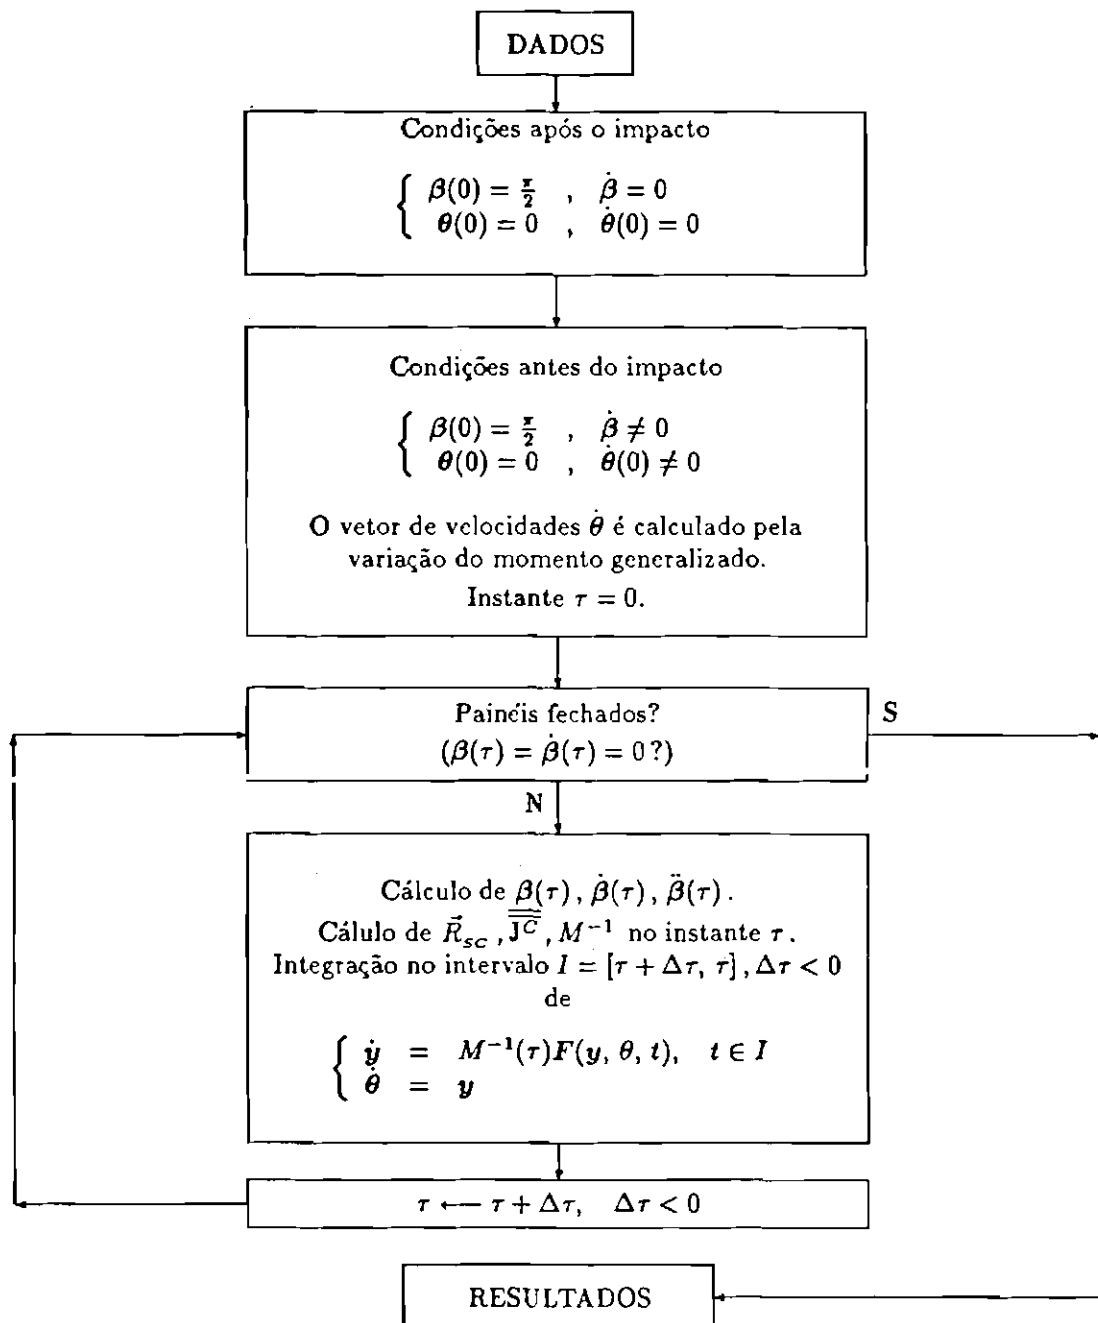 DADOS
Condições após o impacto
{ β(0) = π/2 , β̇ = 0
θ(0) = 0 , θ̇(0) = 0
Condições antes do impacto
{ β(0) = π/2 , β̇ ≠ 0
θ(0) = 0 , θ̇(0) ≠ 0
O vetor de velocidades θ̇ é calculado pela
variação do momento generalizado.
Instante τ = 0.
Painéis fechados?
S
(β(τ) = β̇(τ) = 0 ?)
N
Cálculo de β(τ) , β̇(τ) , β̈(τ) .
Cálulo de R⃗_sc , J^C , M⁻¹ no instante τ .
Integração no intervalo I = [τ + Δτ, τ] , Δτ < 0
de
{ ẏ = M⁻¹(τ)F(y, θ, t), t ∈ I
θ̇ = y
τ ⟵ τ + Δτ, Δτ < 0
RESULTADOS